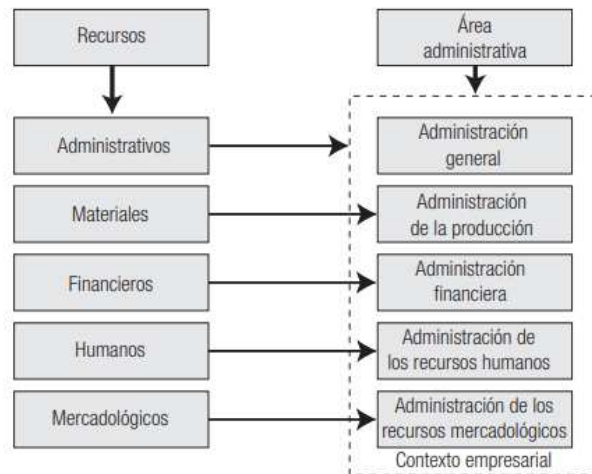 Recursos
Área
administrativa
Administrativos
Administración
general
Materiales
Administración
de la producción
Financieros
Administración
financiera
Humanos
Administración de
los recursos humanos
Mercadológicos
Administración de los
recursos mercadológicos
Contexto empresarial